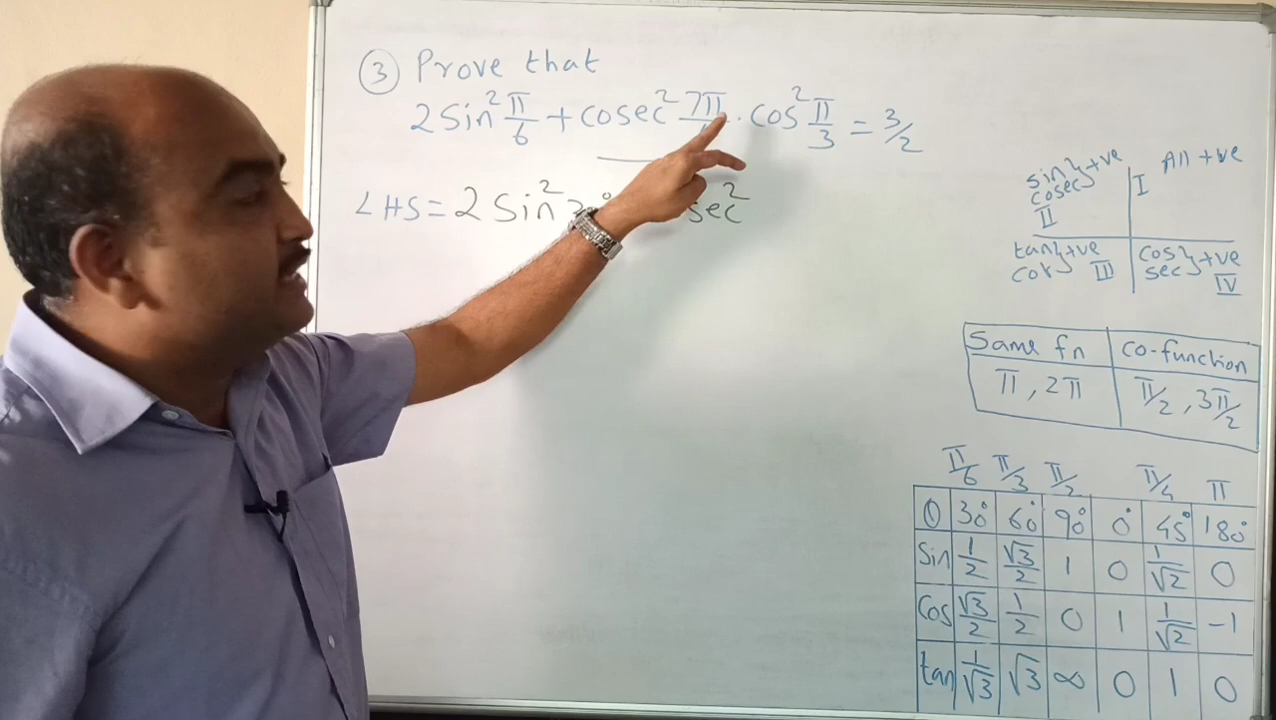 ③ Prove that
2 Sin² π/6 + cosec² 7π · cos² π/3 = 3/2
LHS = 2 Sin² sec²
sin} +ve
cosec
II
I All +ve
tan} +ve
cot III
cos} +ve
sec IV
Same fn co-function
π, 2π π/2, 3π/2
π/6 π/3 π/2 π/4 π
θ 30° 60° 90° 0° 45° 180°
Sin 1/2 √3/2 1 0 1/√2 0
Cos √3/2 1/2 0 1 1/√2 -1
tan 1/√3 √3 ∞ 0 1 0